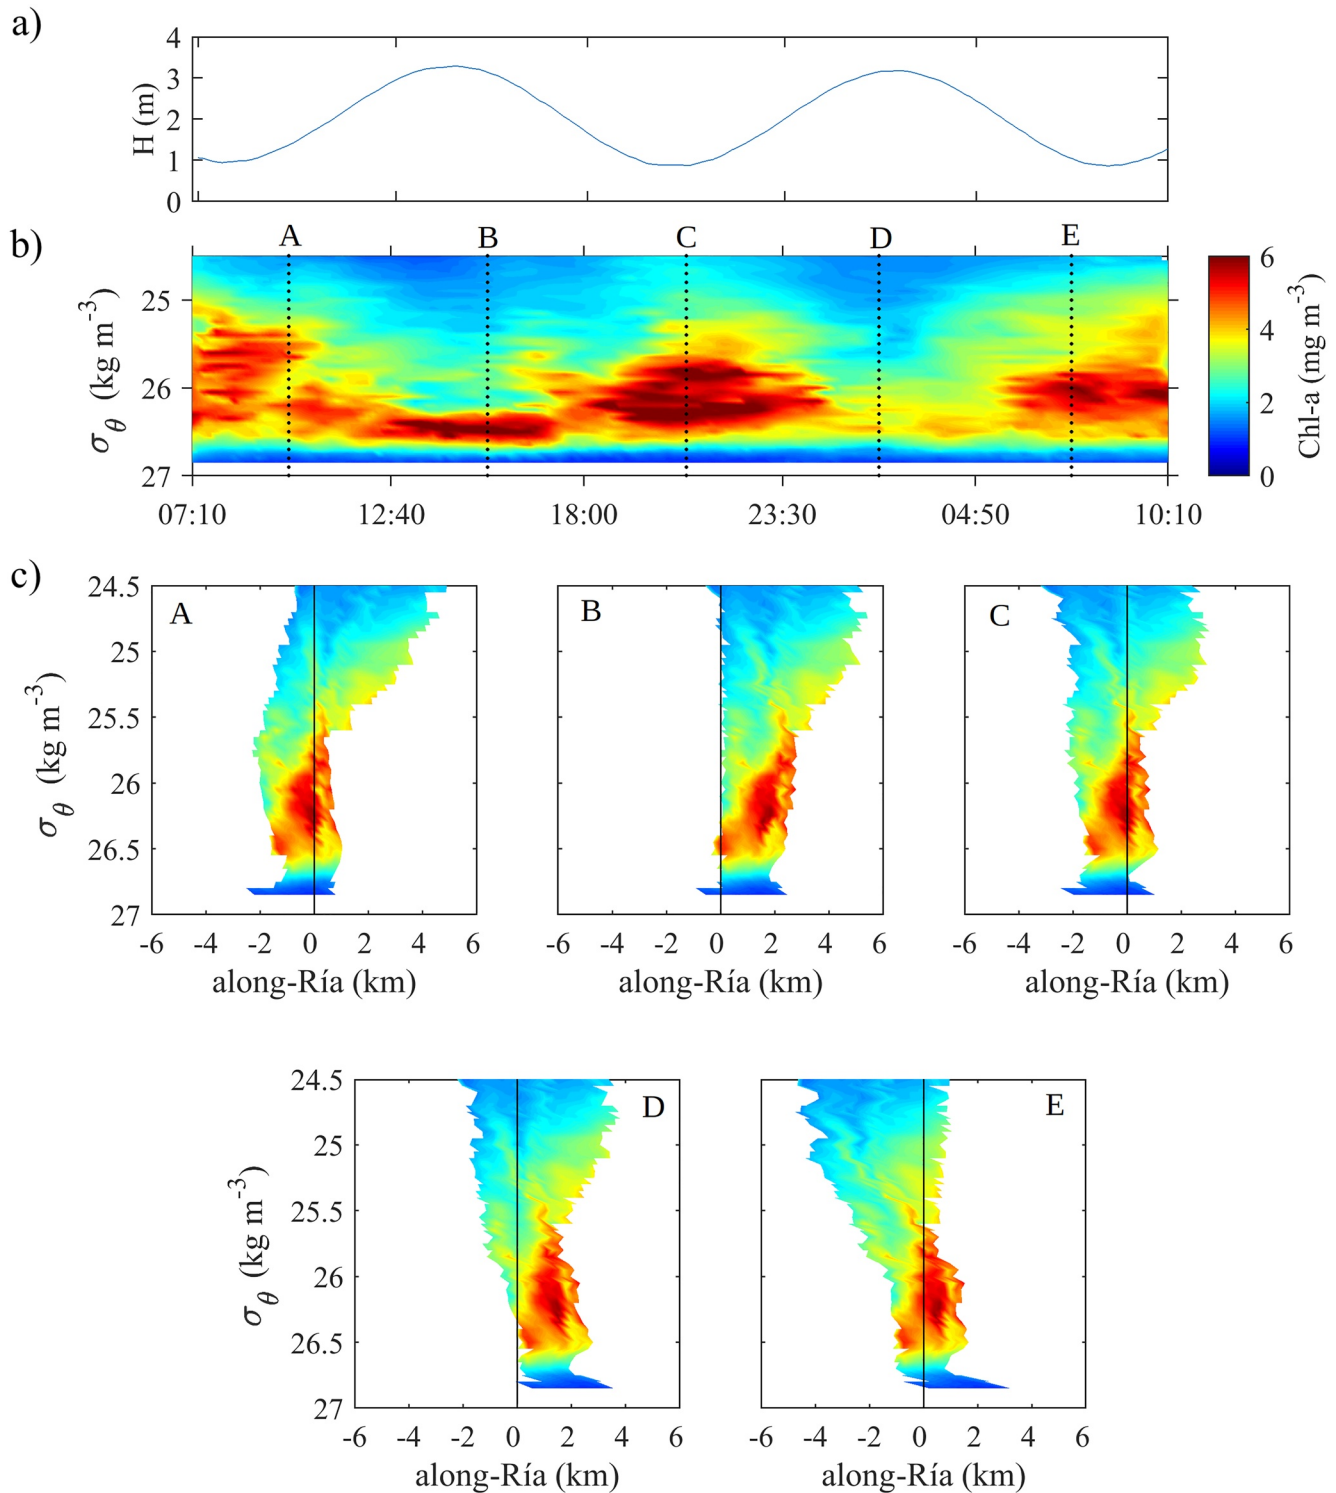 a)
4
3
2
1
0
H (m)
b)
A B C D E
25
26
27
σθ (kg m-3)
07:10 12:40 18:00 23:30 04:50 10:10
6
4
2
0
Chl-a (mg m-3)
c)
24.5
25
25.5
26
26.5
27
σθ (kg m-3)
A B C
-6 -4 -2 0 2 4 6 -6 -4 -2 0 2 4 6 -6 -4 -2 0 2 4 6
along-Ría (km) along-Ría (km) along-Ría (km)
24.5
25
25.5
26
26.5
27
σθ (kg m-3)
D E
-6 -4 -2 0 2 4 6 -6 -4 -2 0 2 4 6
along-Ría (km) along-Ría (km)